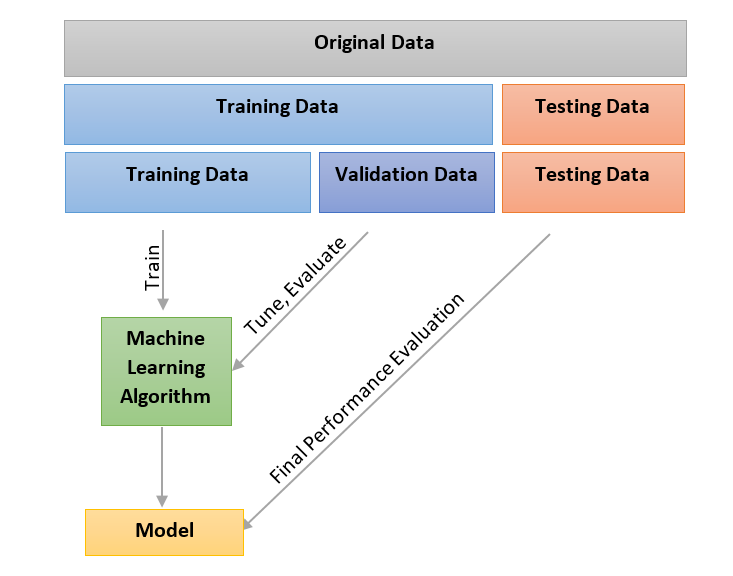 Original Data
Training Data
Testing Data
Training Data
Validation Data
Testing Data
Train
Tune, Evaluate
Final Performance Evaluation
Machine
Learning
Algorithm
Model